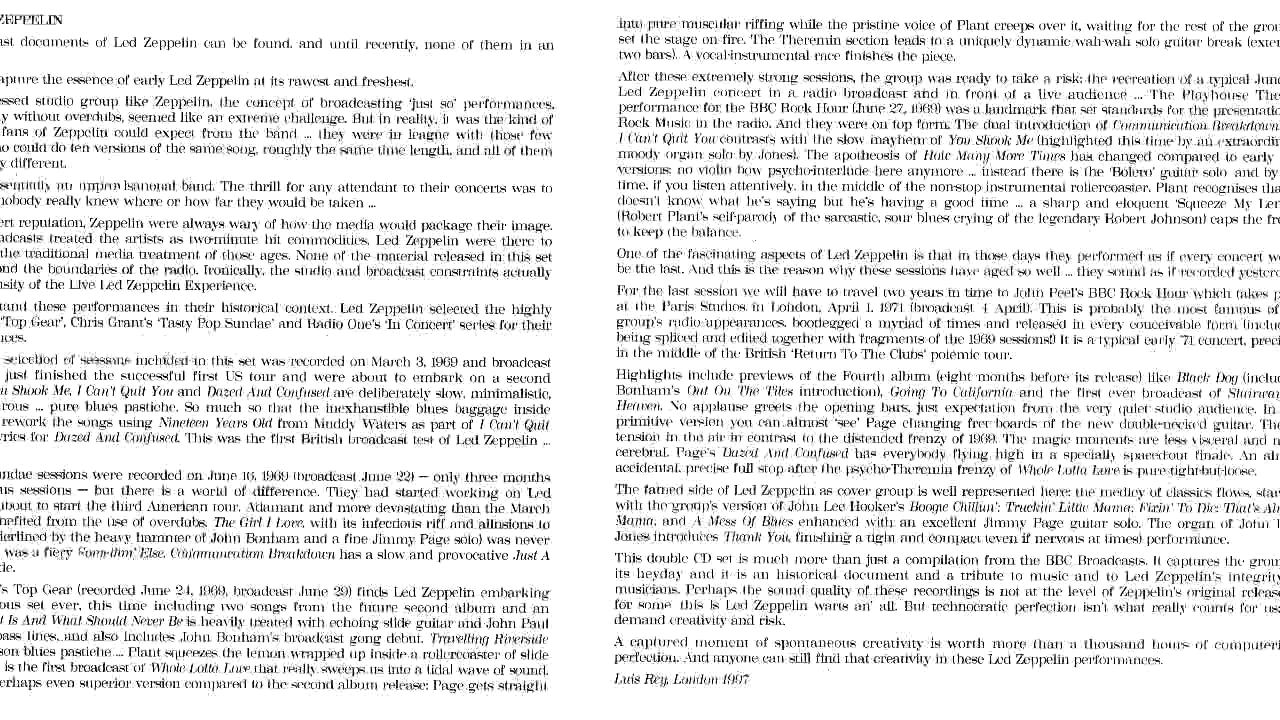 ZEPPELIN
ast documents of Led Zeppelin can be found, and until recently, none of them in an
apture the essence of early Led Zeppelin at its rawest and freshest.
ssed studio group like Zeppelin, the concept of broadcasting 'just so' performances,
y without overdubs, seemed like an extreme challenge. But in reality, it was the kind of
fans of Zeppelin could expect from the band ... they were in league with those few
o could do ten versions of the same song, roughly the same time length, and all of them
y different.
sentially an improvisational band. The thrill for any attendant to their concerts was to
nobody really knew where or how far they would be taken ...
ert reputation, Zeppelin were always wary of how the media would package their image.
adcasts treated the artists as two-minute hit commodities. Led Zeppelin were there to
the traditional media treatment of those ages. None of the material released in this set
ond the boundaries of the radio. Ironically, the studio and broadcast constraints actually
nsity of the Live Led Zeppelin Experience.
tand these performances in their historical context. Led Zeppelin selected the highly
'Top Gear', Chris Grant's 'Tasty Pop Sundae' and Radio One's 'In Concert' series for their
nces.
selection of sessions included in this set was recorded on March 3, 1969 and broadcast
just finished the successful first US tour and were about to embark on a second
u Shook Me, I Can't Quit You and Dazed And Confused are deliberately slow, minimalistic,
rous ... pure blues pastiche. So much so that the inexhaustible blues baggage inside
rework the songs using Nineteen Years Old from Muddy Waters as part of I Can't Quit
yrics for Dazed And Confused. This was the first British broadcast test of Led Zeppelin ...
ndae sessions were recorded on June 16, 1969 (broadcast June 22) – only three months
us sessions – but there is a world of difference. They had started working on Led
about to start the third American tour. Adamant and more devastating than the March
nefited from the use of overdubs. The Girl I Love, with its infectious riff and allusions to
derlined by the heavy hammer of John Bonham and a fine Jimmy Page solo) was never
was a fiery Somethin' Else. Communication Breakdown has a slow and provocative Just A
de.
's Top Gear (recorded June 24, 1969, broadcast June 29) finds Led Zeppelin embarking
ous set ever, this time including two songs from the future second album and an
t Is And What Should Never Be is heavily treated with echoing slide guitar and John Paul
bass lines, and also includes John Bonham's broadcast gong debut. Travelling Riverside
son blues pastiche ... Plant squeezes the lemon wrapped up inside a rollercoaster of slide
is the first broadcast of Whole Lotta Love that really sweeps us into a tidal wave of sound.
erhaps even superior version compared to the second album release: Page gets straight
into pure muscular riffing while the pristine voice of Plant creeps over it, waiting for the rest of the grou
set the stage on fire. The Theremin section leads to a uniquely dynamic wah-wah solo guitar break (exten
two bars). A vocal-instrumental race finishes the piece.
After these extremely strong sessions, the group was ready to take a risk: the recreation of a typical June
Led Zeppelin concert in a radio broadcast and in front of a live audience ... The Playhouse The
performance for the BBC Rock Hour (June 27, 1969) was a landmark that set standards for the presentatio
Rock Music in the radio. And they were on top form. The dual introduction of Communication Breakdown
I Can't Quit You contrasts with the slow mayhem of You Shook Me (highlighted this time by an extraordin
moody organ solo by Jones). The apotheosis of How Many More Times has changed compared to early
versions: no violin bow psycho-interlude here anymore ... instead there is the 'Bolero' guitar solo and by
time, if you listen attentively, in the middle of the non-stop instrumental rollercoaster, Plant recognises tha
doesn't know what he's saying but he's having a good time ... a sharp and eloquent 'Squeeze My Len
(Robert Plant's self-parody of the sarcastic, sour blues crying of the legendary Robert Johnson) caps the fre
to keep the balance.
One of the fascinating aspects of Led Zeppelin is that in those days they performed as if every concert wo
be the last. And this is the reason why these sessions have aged so well ... they sound as if recorded yestero
For the last session we will have to travel two years in time to John Peel's BBC Rock Hour which takes p
at the Paris Studios in London, April 1, 1971 (broadcast 4 April). This is probably the most famous of
group's radio appearances, bootlegged a myriad of times and released in every conceivable form (includ
being spliced and edited together with fragments of the 1969 sessions!) It is a typical early '71 concert, preci
in the middle of the British 'Return To The Clubs' polemic tour.
Highlights include previews of the Fourth album (eight months before its release) like Black Dog (includ
Bonham's Out On The Tiles introduction), Going To California and the first ever broadcast of Stairway
Heaven. No applause greets the opening bars, just expectation from the very quiet studio audience. In
primitive version you can almost 'see' Page changing fret-boards of the new double-necked guitar. The
tension in the air in contrast to the distended frenzy of 1969. The magic moments are less visceral and m
cerebral. Page's Dazed And Confused has everybody flying high in a specially spaced-out finale. An alm
accidental, precise full stop after the psycho-Theremin frenzy of Whole Lotta Love is pure tight-but-loose.
The famed side of Led Zeppelin as cover group is well represented here: the medley of classics flows, star
with the group's version of John Lee Hooker's Boogie Chillun'; Truckin' Little Mama; Fixin' To Die; That's Alr
Mama; and A Mess Of Blues enhanced with an excellent Jimmy Page guitar solo. The organ of John P
Jones introduces Thank You, finishing a tight and compact (even if nervous at times) performance.
This double CD set is much more than just a compilation from the BBC Broadcasts. It captures the grou
its heyday and it is an historical document and a tribute to music and to Led Zeppelin's integrity
musicians. Perhaps the sound quality of these recordings is not at the level of Zeppelin's original release
for some this is Led Zeppelin warts an' all. But technocratic perfection isn't what really counts for us:
demand creativity and risk.
A captured moment of spontaneous creativity is worth more than a thousand hours of computeri
perfection. And anyone can still find that creativity in these Led Zeppelin performances.
Luis Rey, London 1997